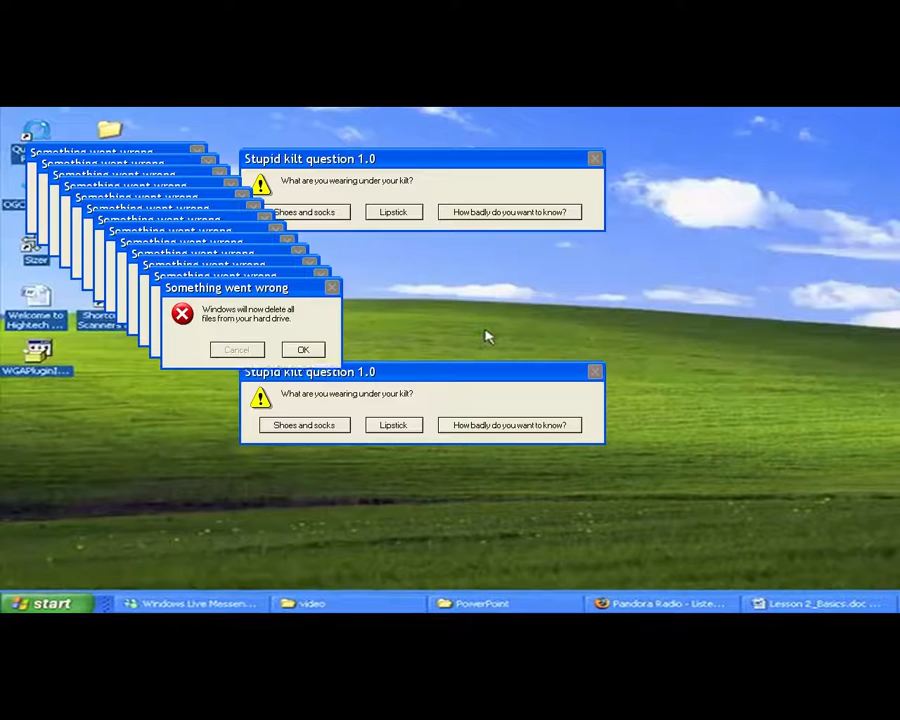 Something went wrong
Something went wrong
Something went wrong
Something went wrong
Something went wrong
Something went wrong
Something went wrong
Something went wrong
Something went wrong
Something went wrong
Something went wrong
Something went wrong
Something went wrong
Windows will now delete all
files from your hard drive.
Cancel
OK
Stupid kilt question 1.0
What are you wearing under your kilt?
Shoes and socks
Lipstick
How badly do you want to know?
Stupid kilt question 1.0
What are you wearing under your kilt?
Shoes and socks
Lipstick
How badly do you want to know?
Sizer
Welcome to
Hightech ...
Scanners...
WGAPluginI...
start
Windows Live Messen...
video
PowerPoint
Pandora Radio - Liste...
Lesson 2_Basics.doc ...